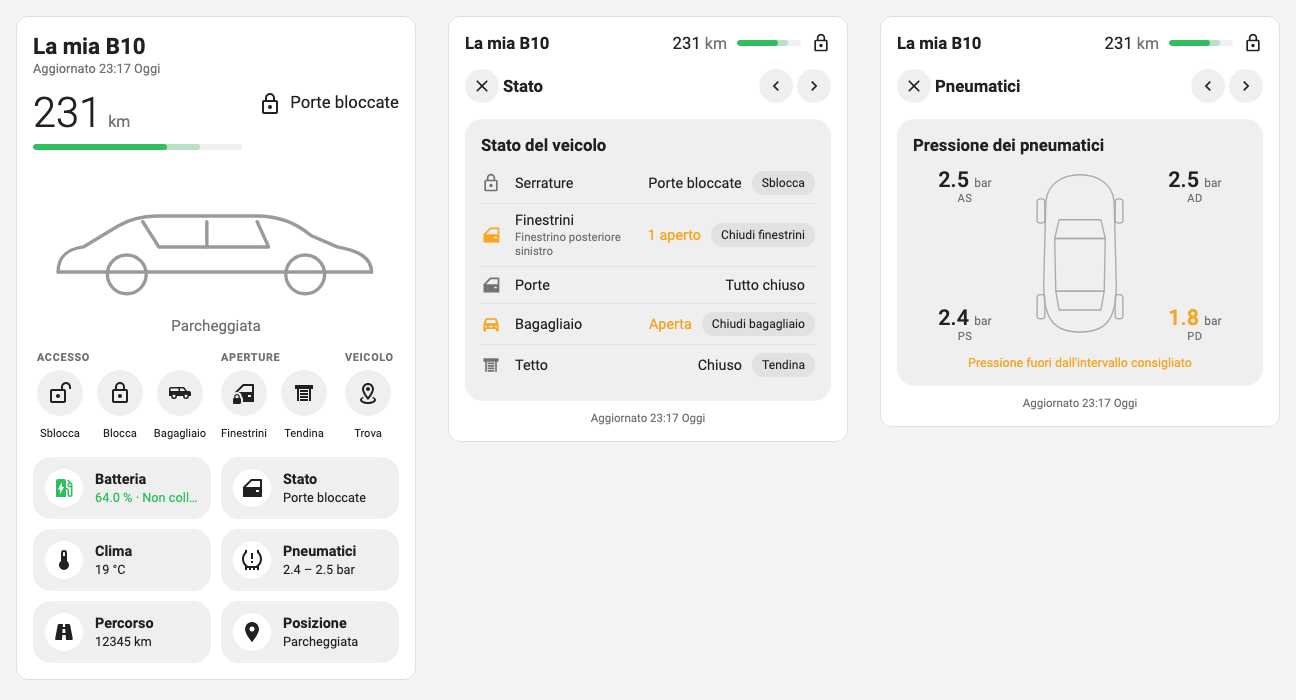 La mia B10
Aggiornato 23:17 Oggi
231 km
Porte bloccate
Parcheggiata
ACCESSO
APERTURE
VEICOLO
Sblocca
Blocca
Bagagliaio
Finestrini
Tendina
Trova
Batteria
64.0 % · Non coll…
Stato
Porte bloccate
Clima
19 °C
Pneumatici
2.4 – 2.5 bar
Percorso
12345 km
Posizione
Parcheggiata
La mia B10
231 km
Stato
Stato del veicolo
Serrature
Porte bloccate
Sblocca
Finestrini
Finestrino posteriore
sinistro
1 aperto
Chiudi finestrini
Porte
Tutto chiuso
Bagagliaio
Aperta
Chiudi bagagliaio
Tetto
Chiuso
Tendina
Aggiornato 23:17 Oggi
La mia B10
231 km
Pneumatici
Pressione dei pneumatici
2.5 bar
AS
2.5 bar
AD
2.4 bar
PS
1.8 bar
PD
Pressione fuori dall'intervallo consigliato
Aggiornato 23:17 Oggi